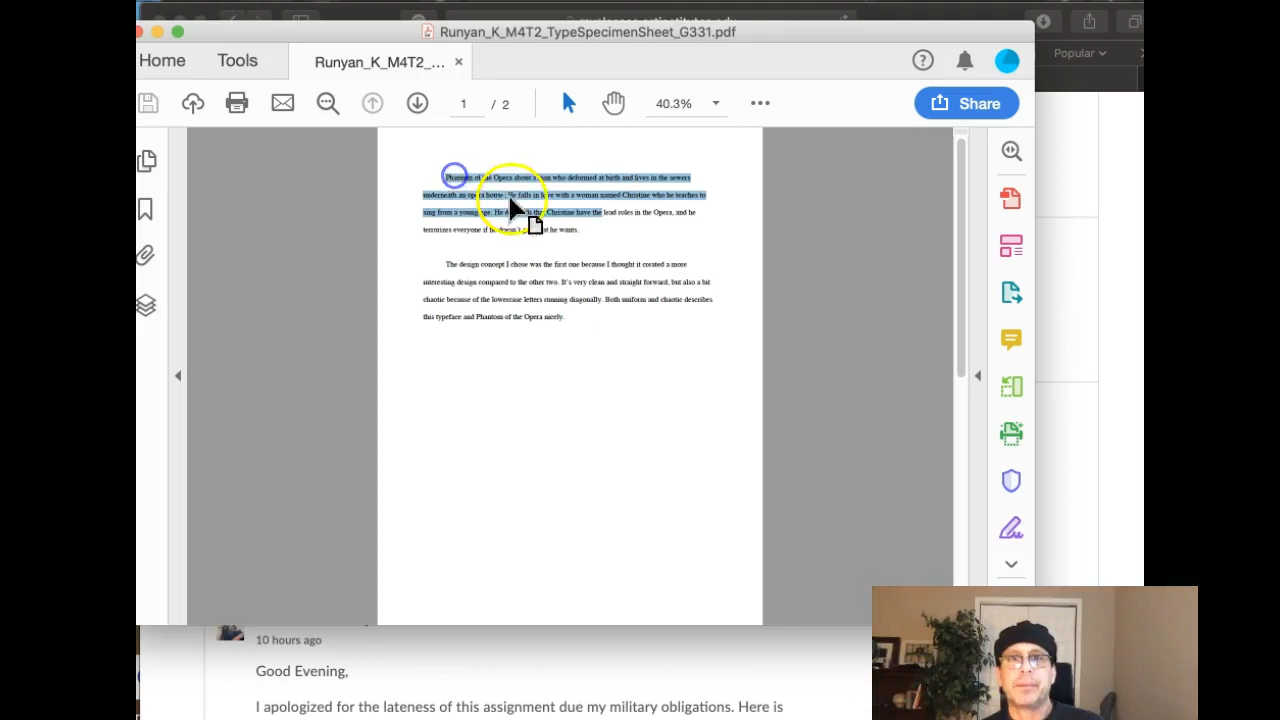 Runyan_K_M4T2_TypeSpecimenSheet_G331.pdf
Popular
Home
Tools
Runyan_K_M4T2_...
1
/ 2
40.3%
Share
Phantom of the Opera about a man who deformed at birth and lives in the sewers
underneath an opera house. He falls in love with a woman named Christine who he teaches to
sing from a young age. He that Christine have the lead roles in the Opera, and he
terrorizes everyone if he doesn't what he wants.
The design concept I chose was the first one because I thought it created a more
interesting design compared to the other two. It's very clean and straight forward, but also a bit
chaotic because of the lowercase letters running diagonally. Both uniform and chaotic describes
this typeface and Phantom of the Opera nicely.
10 hours ago
Good Evening,
I apologized for the lateness of this assignment due my military obligations. Here is